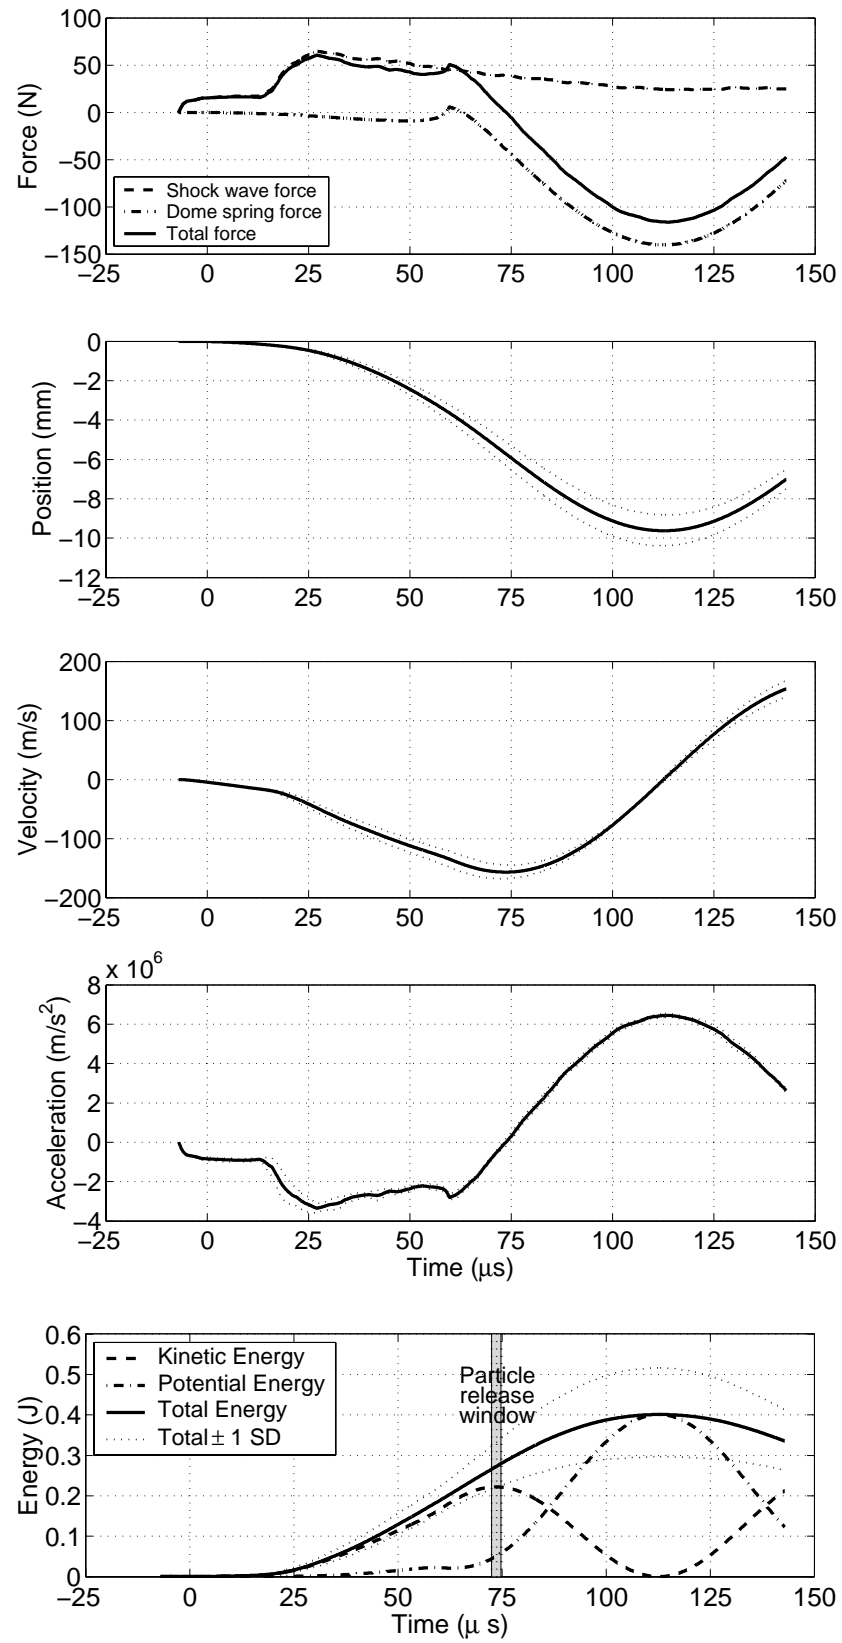 100
50
0
−50
−100
−150
Force (N)
Shock wave force
Dome spring force
Total force
−25 0 25 50 75 100 125 150
0
−2
−4
−6
−8
−10
−12
Position (mm)
−25 0 25 50 75 100 125 150
200
100
0
−100
−200
Velocity (m/s)
−25 0 25 50 75 100 125 150
x 10⁶
8
6
4
2
0
−2
−4
Acceleration (m/s²)
−25 0 25 50 75 100 125 150
Time (μs)
0.6
0.5
0.4
0.3
0.2
0.1
0
Energy (J)
Kinetic Energy
Potential Energy
Total Energy
Total ± 1 SD
Particle
release
window
−25 0 25 50 75 100 125 150
Time (μ s)